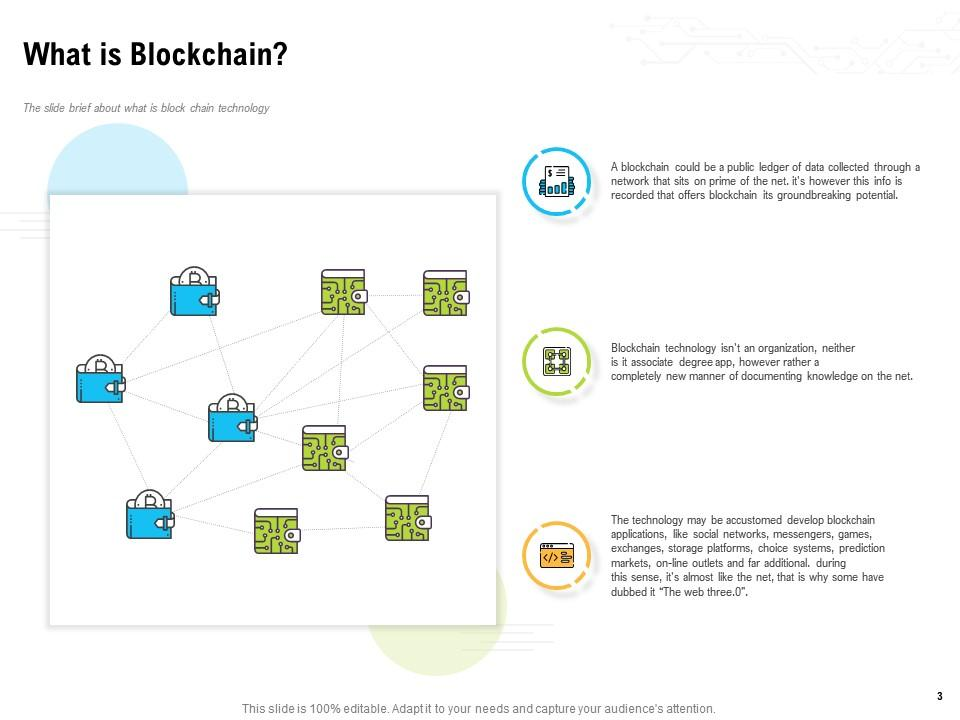 What is Blockchain?
The slide brief about what is block chain technology
A blockchain could be a public ledger of data collected through a
network that sits on prime of the net. it's however this info is
recorded that offers blockchain its groundbreaking potential.
Blockchain technology isn't an organization, neither
is it associate degree app, however rather a
completely new manner of documenting knowledge on the net.
The technology may be accustomed develop blockchain
applications, like social networks, messengers, games,
exchanges, storage platforms, choice systems, prediction
markets, on-line outlets and far additional. during
this sense, it's almost like the net, that is why some have
dubbed it “The web three.0”.
3
This slide is 100% editable. Adapt it to your needs and capture your audience's attention.